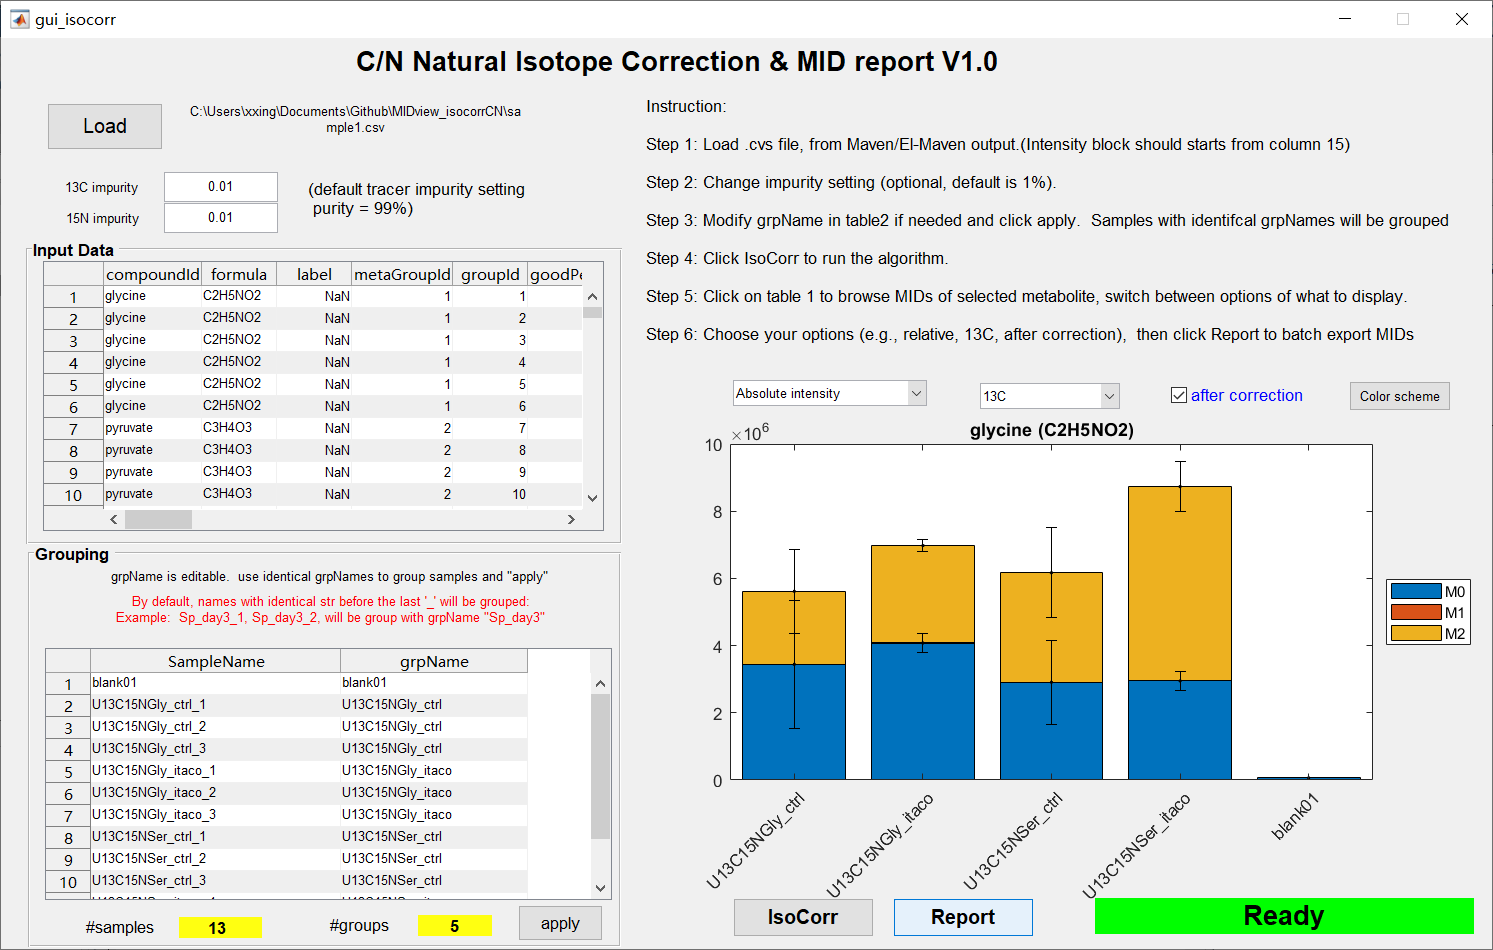 gui_isocorr
C/N Natural Isotope Correction & MID report V1.0
Load
C:\Users\xxing\Documents\Github\MIDview_isocorrCN\sa
mple1.csv
13C impurity
0.01
15N impurity
0.01
(default tracer impurity setting
purity = 99%)
Instruction:
Step 1: Load .cvs file, from Maven/El-Maven output.(Intensity block should starts from column 15)
Step 2: Change impurity setting (optional, default is 1%).
Step 3: Modify grpName in table2 if needed and click apply.  Samples with identifcal grpNames will be grouped
Step 4: Click IsoCorr to run the algorithm.
Step 5: Click on table 1 to browse MIDs of selected metabolite, switch between options of what to display.
Step 6: Choose your options (e.g., relative, 13C, after correction),  then click Report to batch export MIDs
Input Data
compoundId formula label metaGroupId groupId goodPe
1 glycine C2H5NO2 NaN 1 1
2 glycine C2H5NO2 NaN 1 2
3 glycine C2H5NO2 NaN 1 3
4 glycine C2H5NO2 NaN 1 4
5 glycine C2H5NO2 NaN 1 5
6 glycine C2H5NO2 NaN 1 6
7 pyruvate C3H4O3 NaN 2 7
8 pyruvate C3H4O3 NaN 2 8
9 pyruvate C3H4O3 NaN 2 9
10 pyruvate C3H4O3 NaN 2 10
Grouping
grpName is editable.  use identical grpNames to group samples and "apply"
By default, names with identical str before the last '_' will be grouped:
Example:  Sp_day3_1, Sp_day3_2, will be group with grpName "Sp_day3"
SampleName grpName
1 blank01 blank01
2 U13C15NGly_ctrl_1 U13C15NGly_ctrl
3 U13C15NGly_ctrl_2 U13C15NGly_ctrl
4 U13C15NGly_ctrl_3 U13C15NGly_ctrl
5 U13C15NGly_itaco_1 U13C15NGly_itaco
6 U13C15NGly_itaco_2 U13C15NGly_itaco
7 U13C15NGly_itaco_3 U13C15NGly_itaco
8 U13C15NSer_ctrl_1 U13C15NSer_ctrl
9 U13C15NSer_ctrl_2 U13C15NSer_ctrl
10 U13C15NSer_ctrl_3 U13C15NSer_ctrl
#samples 13 #groups 5 apply
Absolute intensity 13C after correction Color scheme
glycine (C2H5NO2)
×10⁶
10
8
6
4
2
0
M0
M1
M2
U13C15NGly_ctrl
U13C15NGly_itaco
U13C15NSer_ctrl
U13C15NSer_itaco
blank01
IsoCorr Report Ready